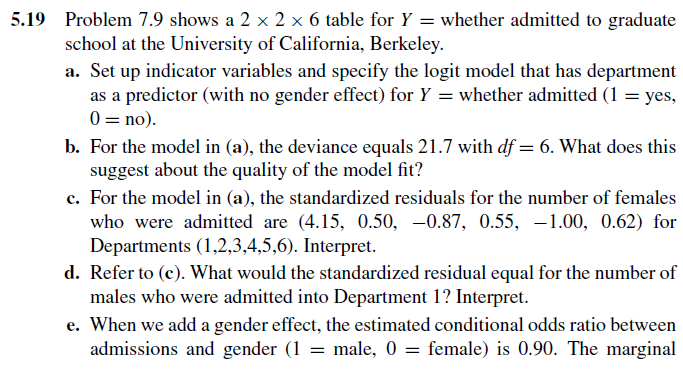 5.19 Problem 7.9 shows a 2 × 2 × 6 table for Y = whether admitted to graduate
school at the University of California, Berkeley.
a. Set up indicator variables and specify the logit model that has department
as a predictor (with no gender effect) for Y = whether admitted (1 = yes,
0 = no).
b. For the model in (a), the deviance equals 21.7 with df = 6. What does this
suggest about the quality of the model fit?
c. For the model in (a), the standardized residuals for the number of females
who were admitted are (4.15, 0.50, −0.87, 0.55, −1.00, 0.62) for
Departments (1,2,3,4,5,6). Interpret.
d. Refer to (c). What would the standardized residual equal for the number of
males who were admitted into Department 1? Interpret.
e. When we add a gender effect, the estimated conditional odds ratio between
admissions and gender (1 = male, 0 = female) is 0.90. The marginal